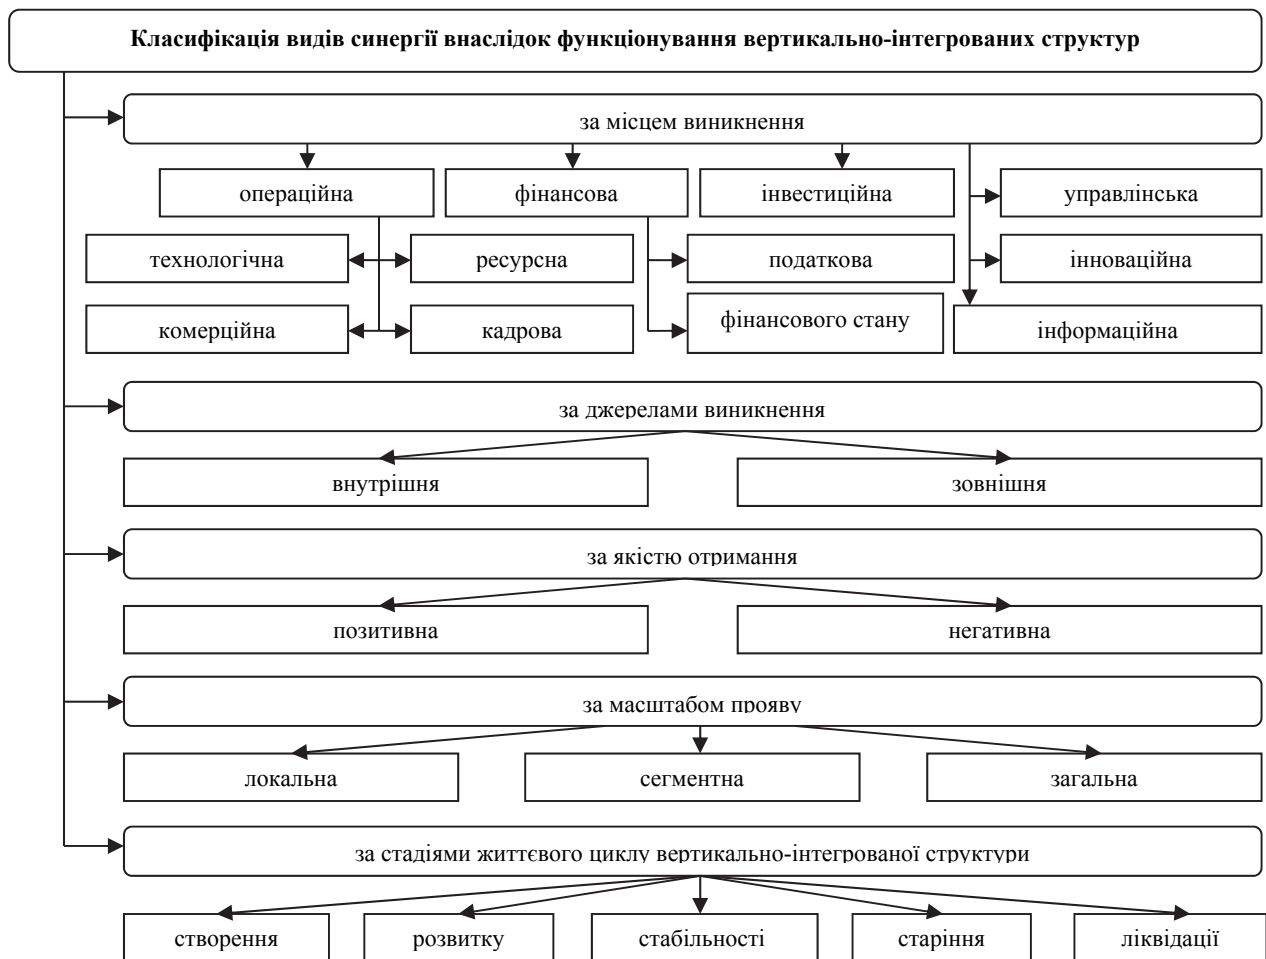 Класифікація видів синергії внаслідок функціонування вертикально-інтегрованих структур
за місцем виникнення
операційна
фінансова
інвестиційна
управлінська
технологічна
ресурсна
податкова
інноваційна
комерційна
кадрова
фінансового стану
інформаційна
за джерелами виникнення
внутрішня
зовнішня
за якістю отримання
позитивна
негативна
за масштабом прояву
локальна
сегментна
загальна
за стадіями життєвого циклу вертикально-інтегрованої структури
створення
розвитку
стабільності
старіння
ліквідації